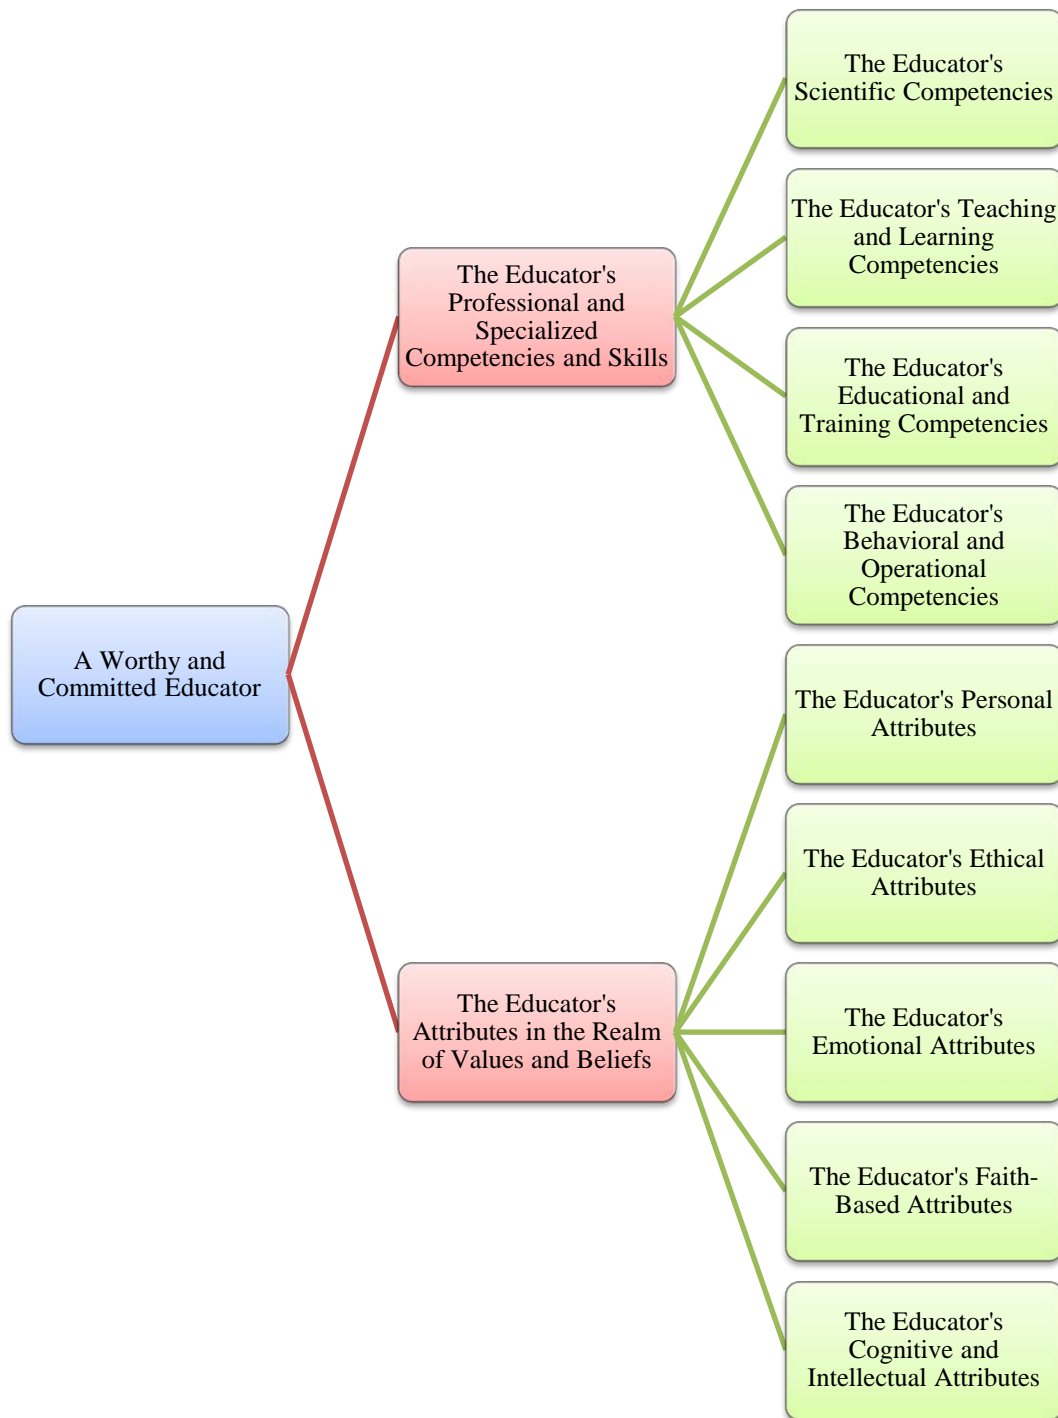 The Educator's
Scientific Competencies
The Educator's Teaching
and Learning
Competencies
The Educator's
Professional and
Specialized
Competencies and Skills
The Educator's
Educational and
Training Competencies
The Educator's
Behavioral and
Operational
Competencies
A Worthy and
Committed Educator
The Educator's Personal
Attributes
The Educator's Ethical
Attributes
The Educator's
Attributes in the Realm
of Values and Beliefs
The Educator's
Emotional Attributes
The Educator's Faith-
Based Attributes
The Educator's
Cognitive and
Intellectual Attributes